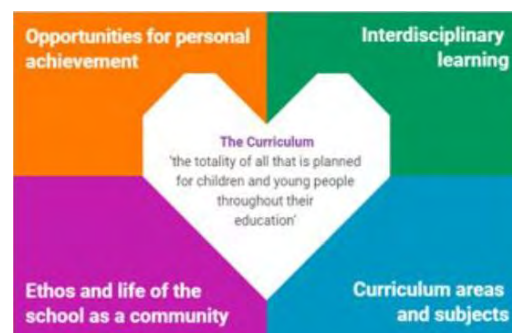 Opportunities for personal
achievement
Interdisciplinary
learning
The Curriculum
'the totality of all that is planned
for children and young people
throughout their
education'
Ethos and life of the
school as a community
Curriculum areas
and subjects